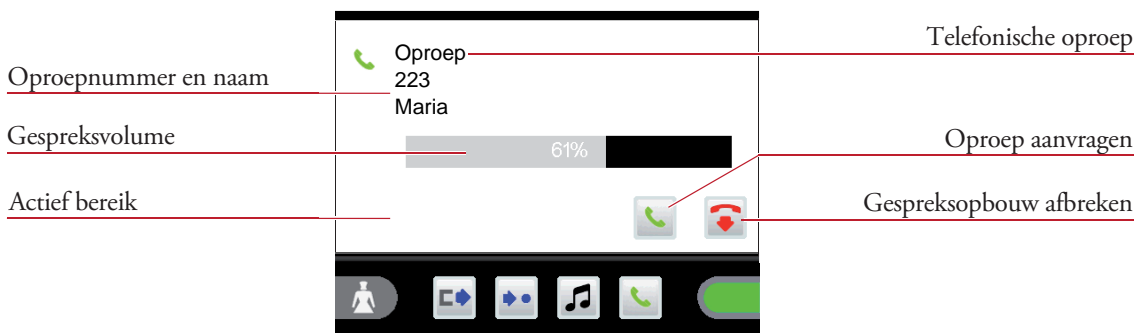 Telefonische oproep
Oproep
Oproepnummer en naam
223
Maria
Gespreksvolume
61%
Oproep aanvragen
Actief bereik
Gespreksopbouw afbreken